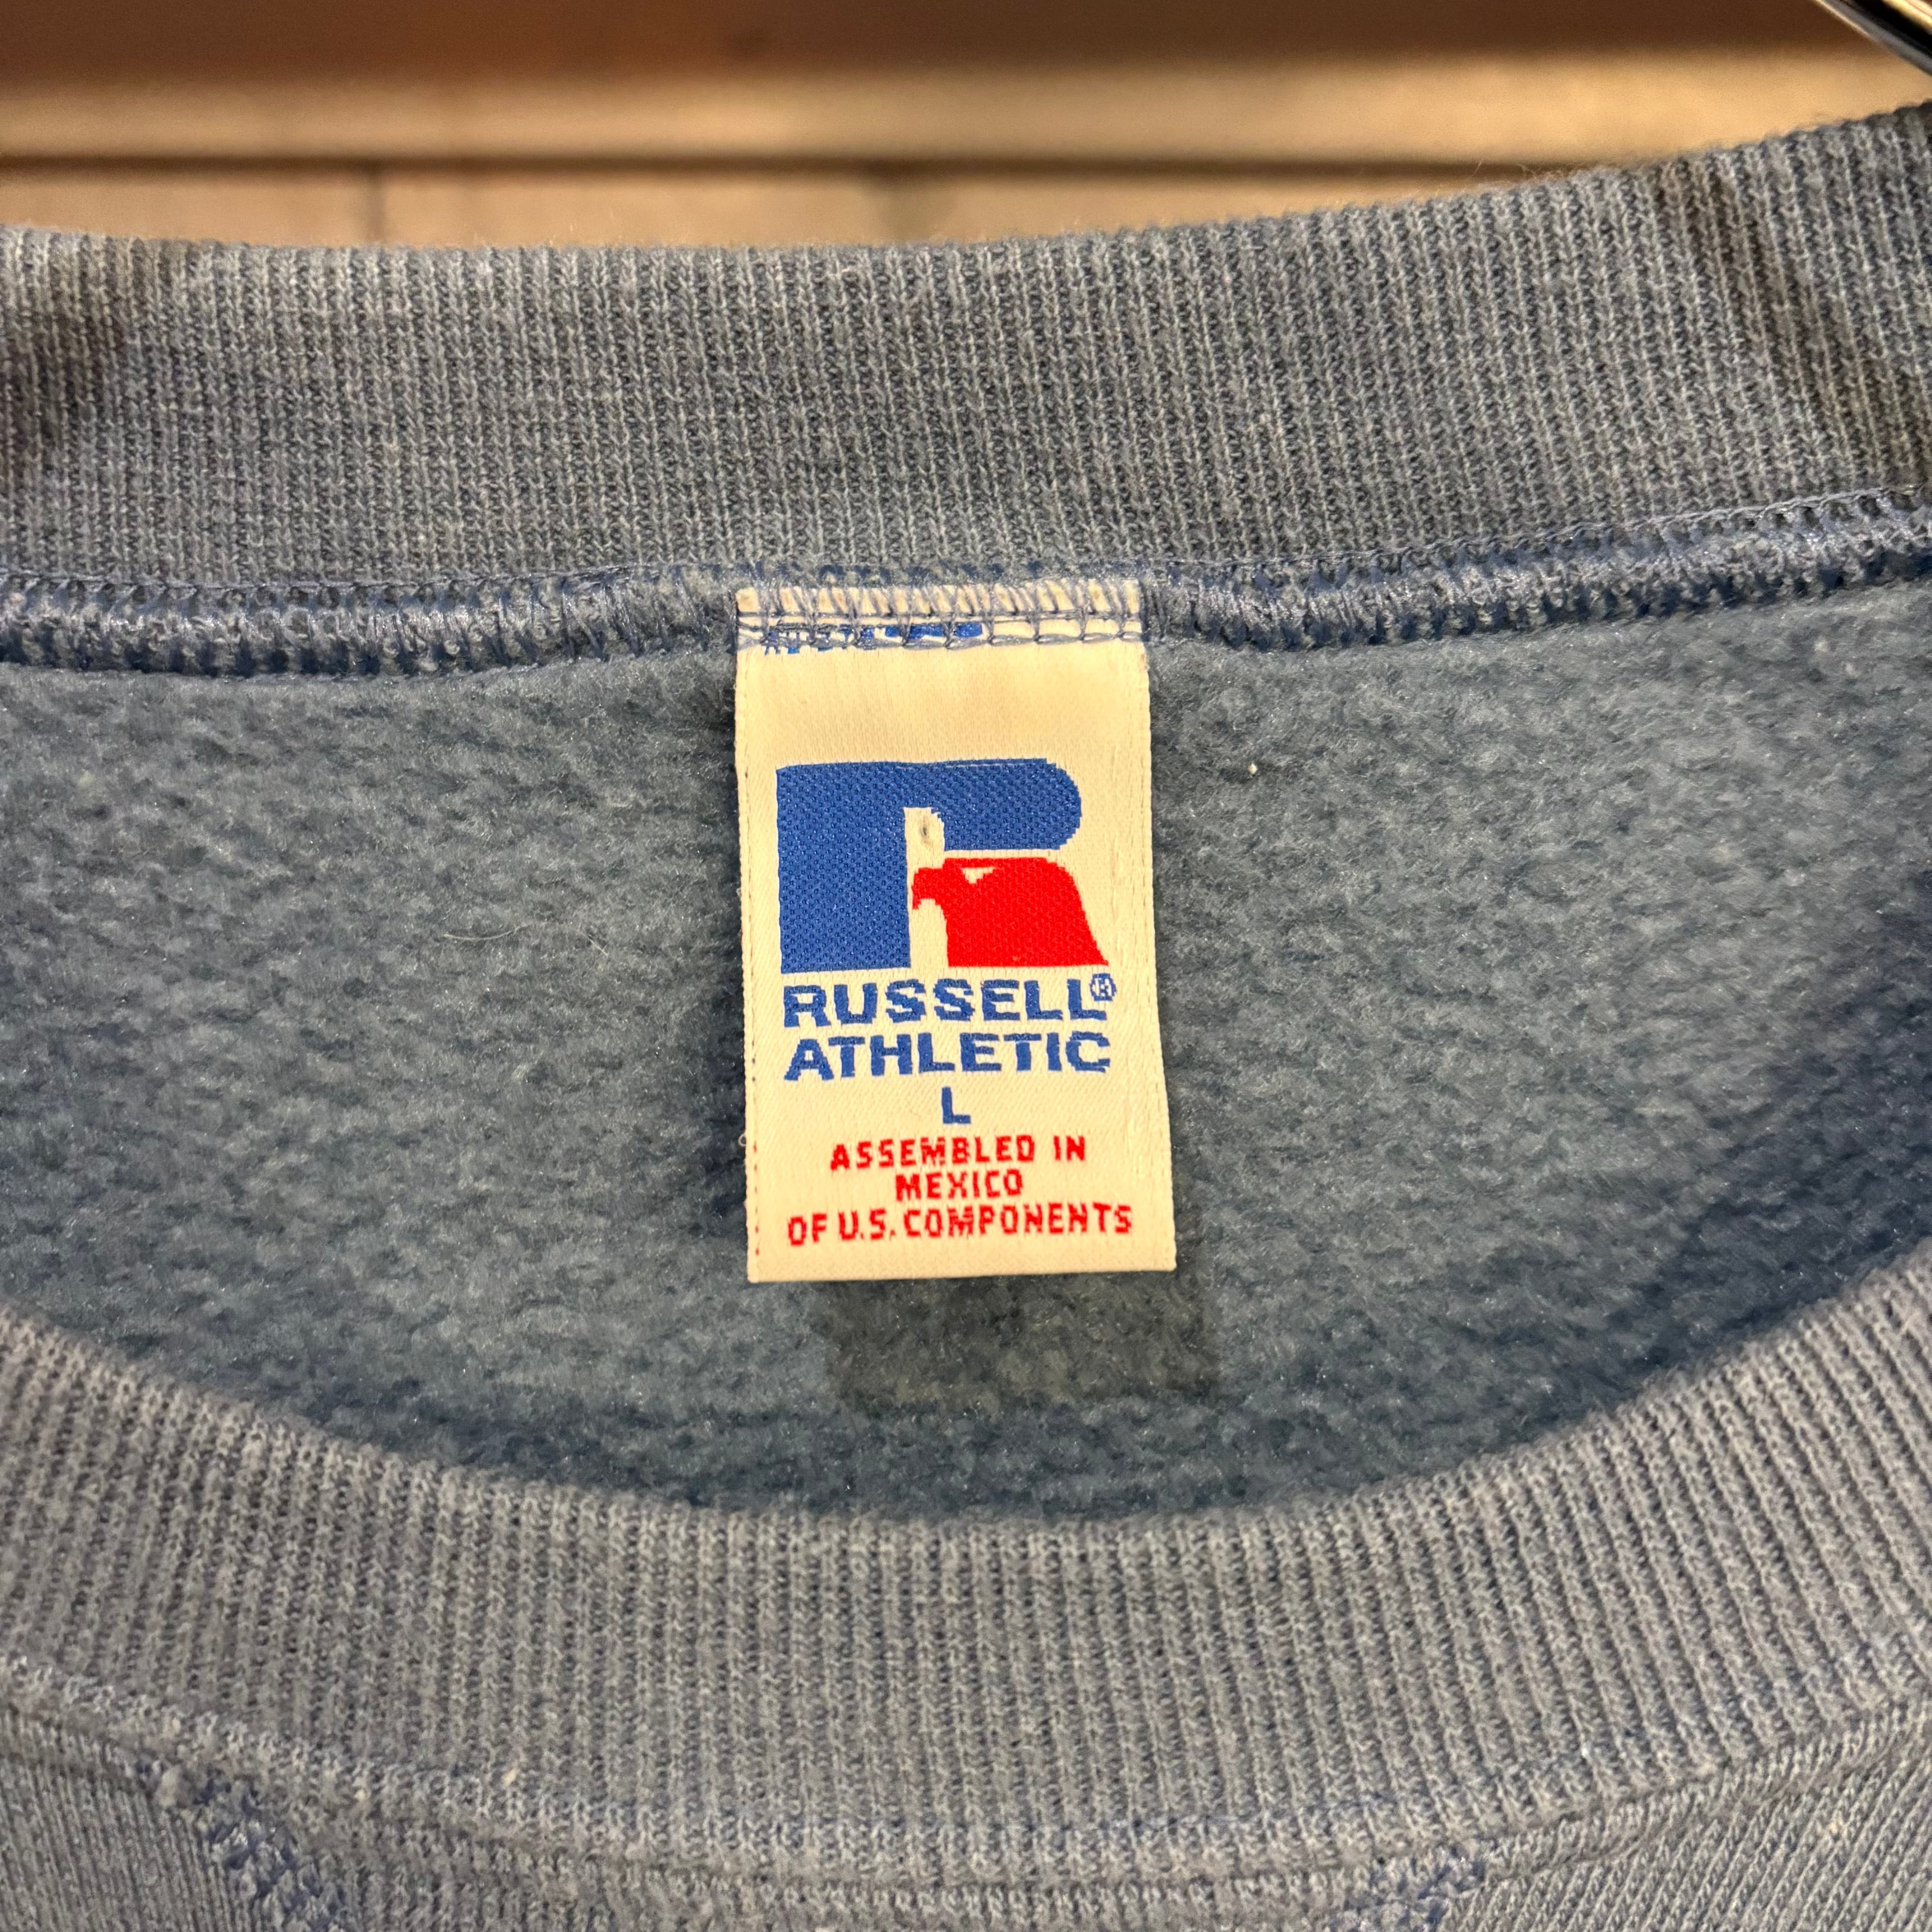 RUSSELL®
ATHLETIC
L
ASSEMBLED IN
MEXICO
OF U.S. COMPONENTS